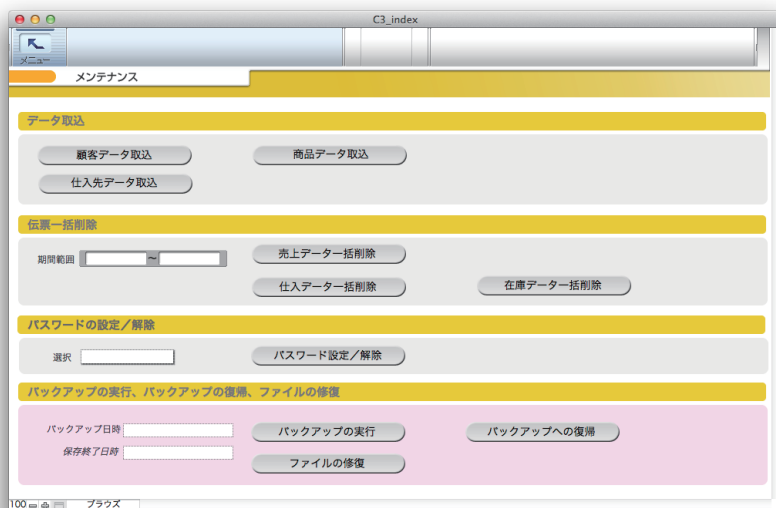 C3_index
メニュー
メンテナンス
データ取込
顧客データ取込
商品データ取込
仕入先データ取込
伝票一括削除
期間範囲 ~
売上データ一括削除
仕入データ一括削除
在庫データ一括削除
パスワードの設定／解除
選択
パスワード設定／解除
バックアップの実行、バックアップの復帰、ファイルの修復
バックアップ日時
バックアップの実行
バックアップへの復帰
保存終了日時
ファイルの修復
100
ブラウズ